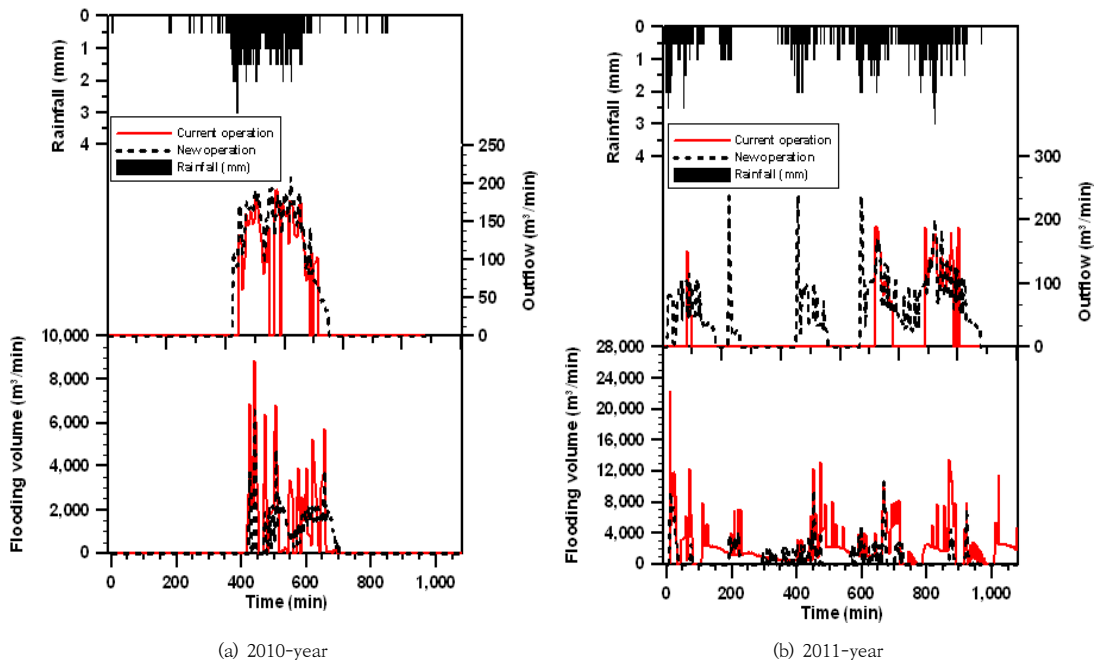 0
1
2
3
4
Rainfall (mm)
Current operation
New operation
Rainfall (mm)
250
200
150
100
50
0
Outflow (m³/min)
10,000
8,000
6,000
4,000
2,000
0
Flooding volume (m³/min)
0 200 400 600 800 1,000
Time (min)
(a) 2010-year
0
1
2
3
4
Rainfall (mm)
Current operation
New operation
Rainfall (mm)
300
200
100
0
Outflow (m³/min)
28,000
24,000
20,000
16,000
12,000
8,000
4,000
0
Flooding volume (m³/min)
0 200 400 600 800 1,000
Time (min)
(b) 2011-year